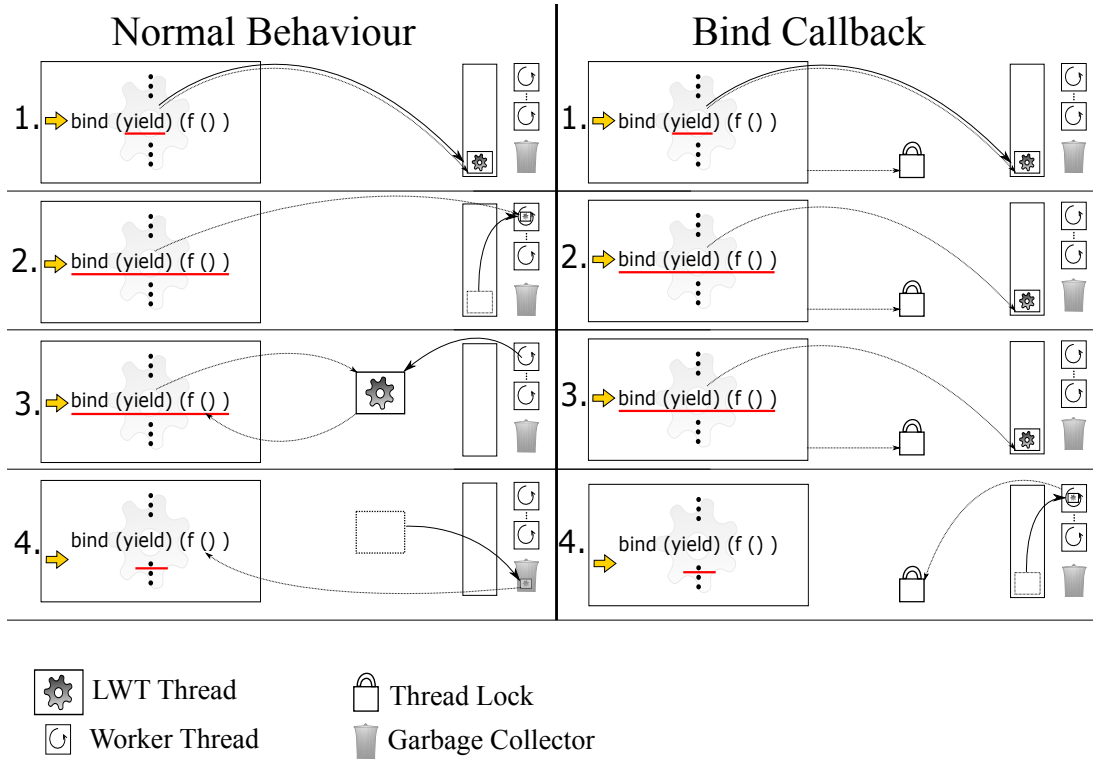 Normal Behaviour
Bind Callback
1. bind (yield) (f () )
1. bind (yield) (f () )
2. bind (yield) (f () )
2. bind (yield) (f () )
3. bind (yield) (f () )
3. bind (yield) (f () )
4. bind (yield) (f () )
4. bind (yield) (f () )
LWT Thread
Thread Lock
Worker Thread
Garbage Collector